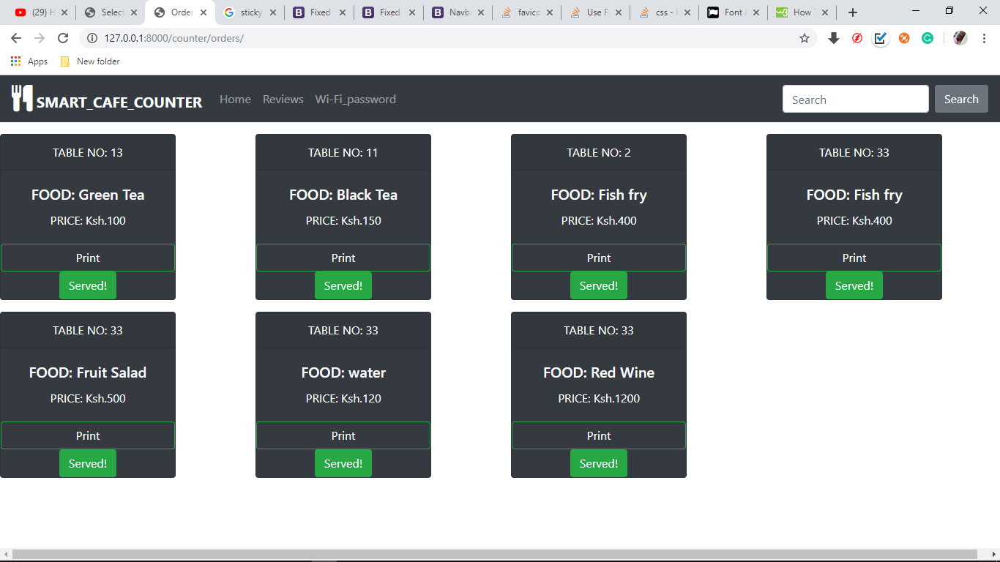 (29) H Select Order sticky Fixed Fixed Navb favico Use F css - Font How T
127.0.0.1:8000/counter/orders/
Apps New folder
SMART_CAFE_COUNTER Home Reviews Wi-Fi_password Search Search
TABLE NO: 13 TABLE NO: 11 TABLE NO: 2 TABLE NO: 33
FOOD: Green Tea FOOD: Black Tea FOOD: Fish fry FOOD: Fish fry
PRICE: Ksh.100 PRICE: Ksh.150 PRICE: Ksh.400 PRICE: Ksh.400
Print Print Print Print
Served! Served! Served! Served!
TABLE NO: 33 TABLE NO: 33 TABLE NO: 33
FOOD: Fruit Salad FOOD: water FOOD: Red Wine
PRICE: Ksh.500 PRICE: Ksh.120 PRICE: Ksh.1200
Print Print Print
Served! Served! Served!